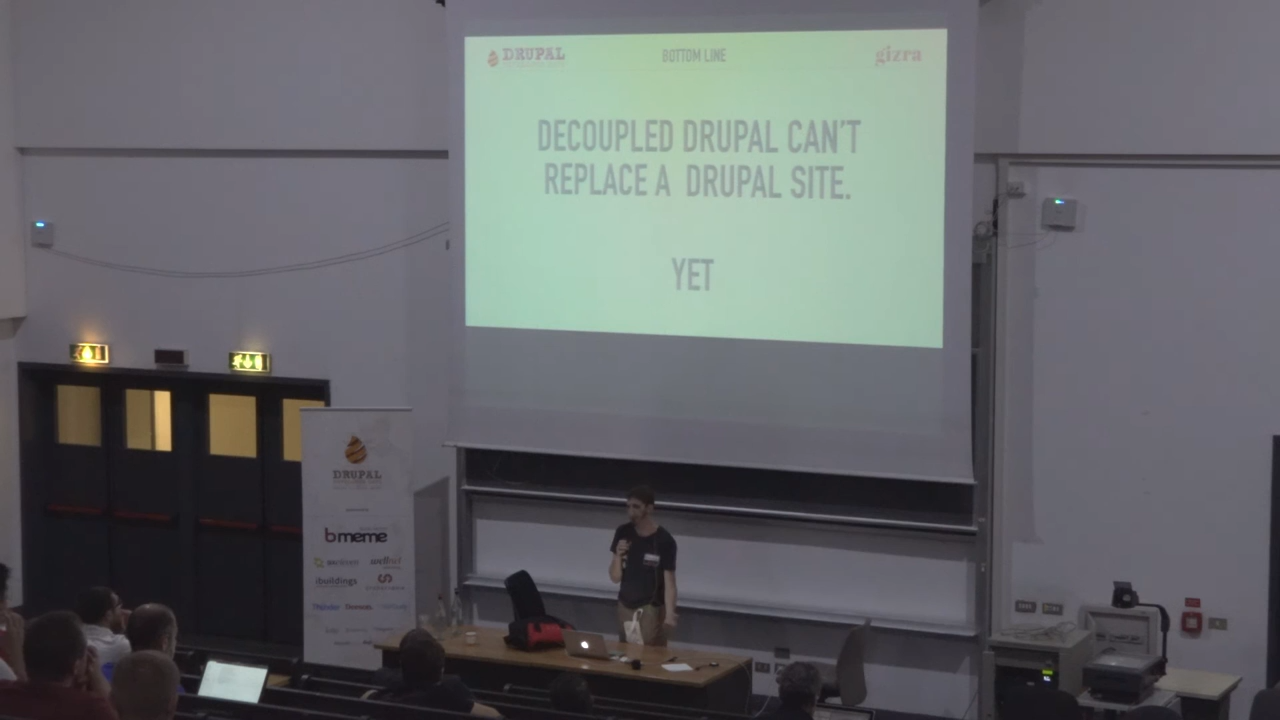 DRUPAL
BOTTOM LINE
gizra
DECOUPLED DRUPAL CAN'T
REPLACE A DRUPAL SITE.
YET
DRUPAL
bmeme
ibuildings